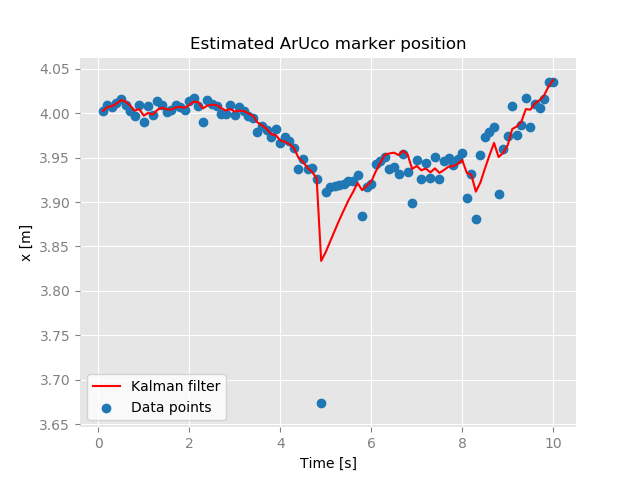 Estimated ArUco marker position
4.05
4.00
3.95
3.90
3.85
3.80
3.75
3.70
3.65
x [m]
Kalman filter
Data points
0 2 4 6 8 10
Time [s]